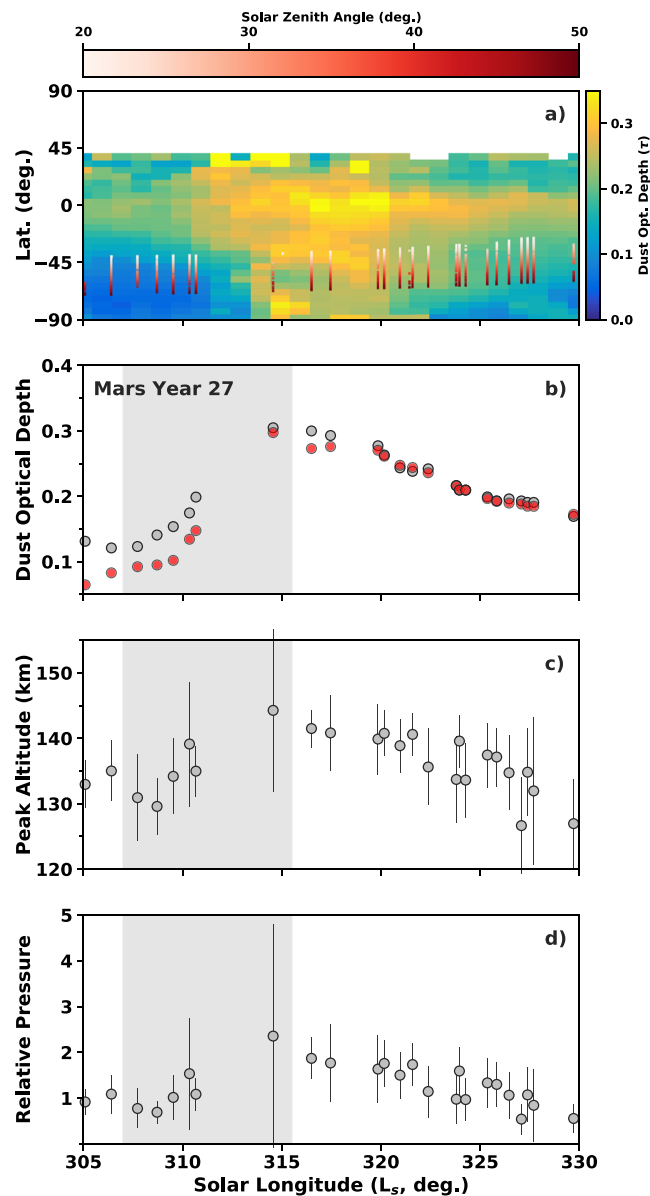 Solar Zenith Angle (deg.)
20 30 40 50
a)
90
45
0
−45
−90
Lat. (deg.)
0.3
0.2
0.1
0.0
Dust Opt. Depth (τ)
Mars Year 27
b)
0.4
0.3
0.2
0.1
Dust Optical Depth
c)
150
140
130
120
Peak Altitude (km)
d)
5
4
3
2
1
Relative Pressure
305 310 315 320 325 330
Solar Longitude (Ls, deg.)